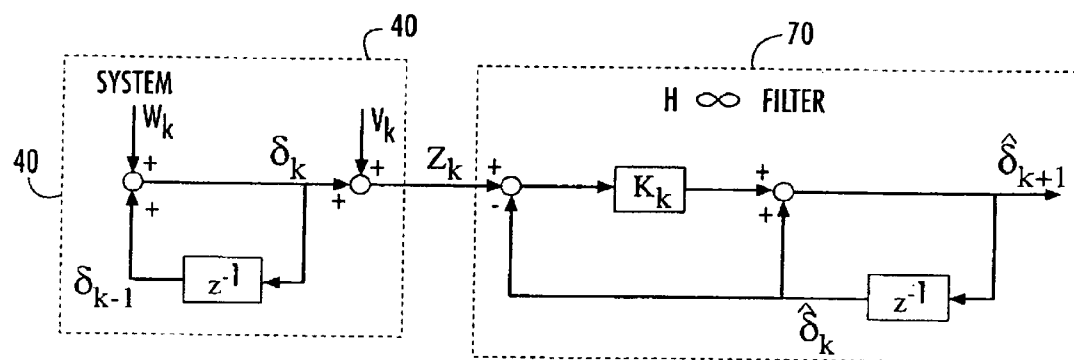 40
70
SYSTEM
W_k
V_k
H ∞ FILTER
40
δ_k
Z_k
K_k
δ̂_{k+1}
+
+
+
+
+
-
+
+
δ_{k-1}
z^{-1}
z^{-1}
δ̂_k